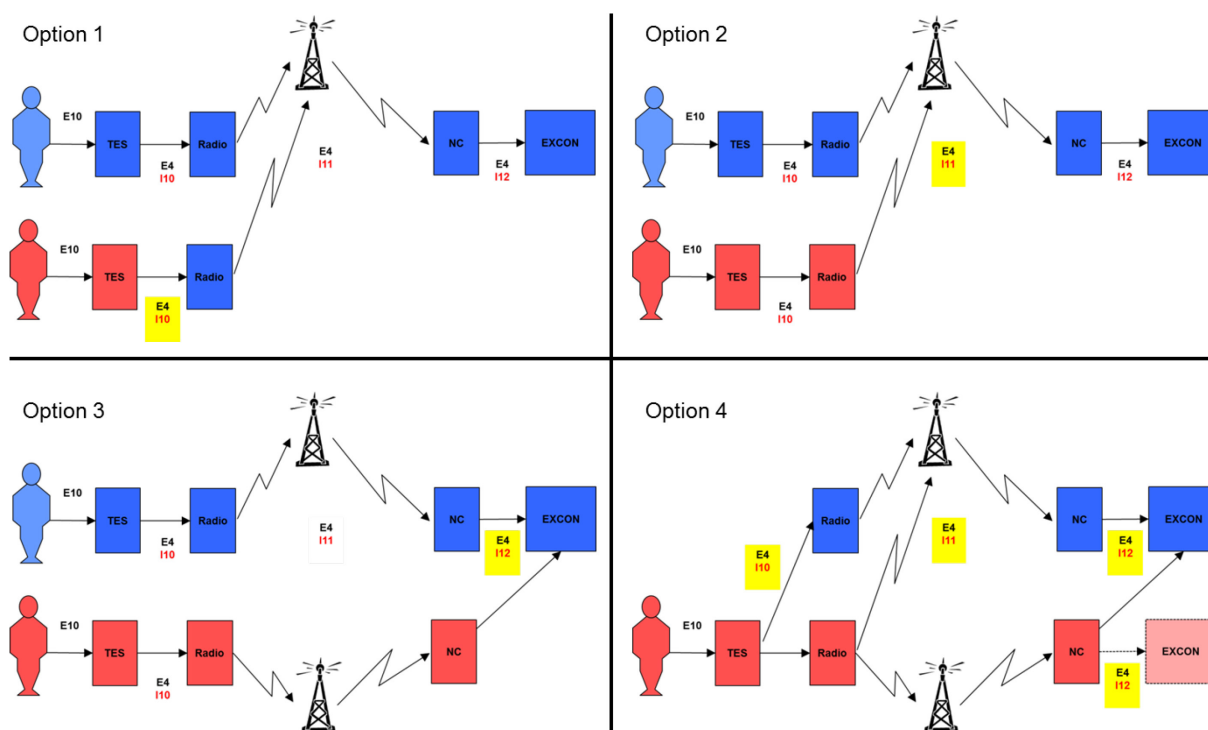 Option 1
E10
TES
E4
I10
Radio
E4
I11
NC
E4
I12
EXCON
E10
TES
E4
I10
Radio
Option 2
E10
TES
E4
I10
Radio
E4
I11
NC
E4
I12
EXCON
E10
TES
E4
I10
Radio
Option 3
E10
TES
E4
I10
Radio
E4
I11
NC
E4
I12
EXCON
E10
TES
E4
I10
Radio
NC
Option 4
Radio
E4
I10
E4
I11
NC
E4
I12
EXCON
E10
TES
Radio
NC
E4
I12
EXCON